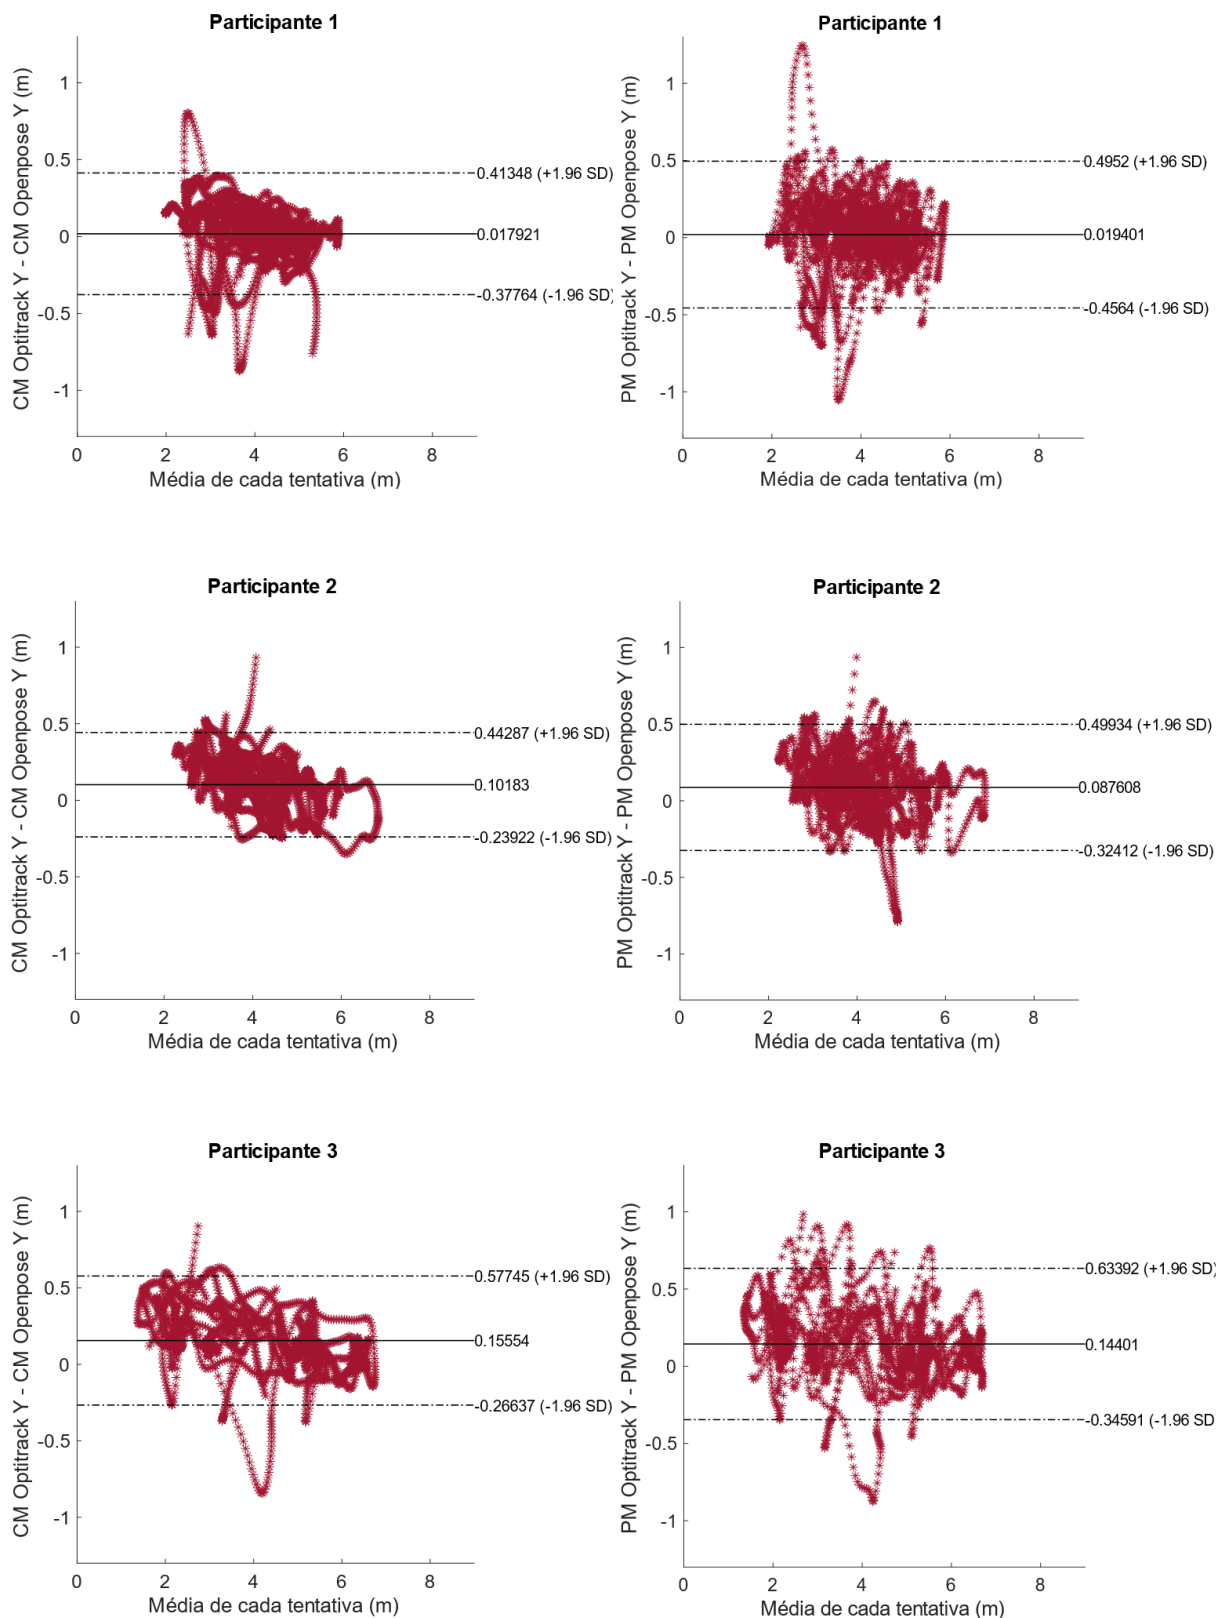 Participante 1
CM Optitrack Y - CM Openpose Y (m)
1
0.5
0
-0.5
-1
0.41348 (+1.96 SD)
0.017921
-0.37764 (-1.96 SD)
0 2 4 6 8
Média de cada tentativa (m)
Participante 1
PM Optitrack Y - PM Openpose Y (m)
1
0.5
0
-0.5
-1
0.4952 (+1.96 SD)
0.019401
-0.4564 (-1.96 SD)
0 2 4 6 8
Média de cada tentativa (m)
Participante 2
CM Optitrack Y - CM Openpose Y (m)
1
0.5
0
-0.5
-1
0.44287 (+1.96 SD)
0.10183
-0.23922 (-1.96 SD)
0 2 4 6 8
Média de cada tentativa (m)
Participante 2
PM Optitrack Y - PM Openpose Y (m)
1
0.5
0
-0.5
-1
0.49934 (+1.96 SD)
0.087608
-0.32412 (-1.96 SD)
0 2 4 6 8
Média de cada tentativa (m)
Participante 3
CM Optitrack Y - CM Openpose Y (m)
1
0.5
0
-0.5
-1
0.57745 (+1.96 SD)
0.15554
-0.26637 (-1.96 SD)
0 2 4 6 8
Média de cada tentativa (m)
Participante 3
PM Optitrack Y - PM Openpose Y (m)
1
0.5
0
-0.5
-1
0.63392 (+1.96 SD)
0.14401
-0.34591 (-1.96 SD
0 2 4 6 8
Média de cada tentativa (m)